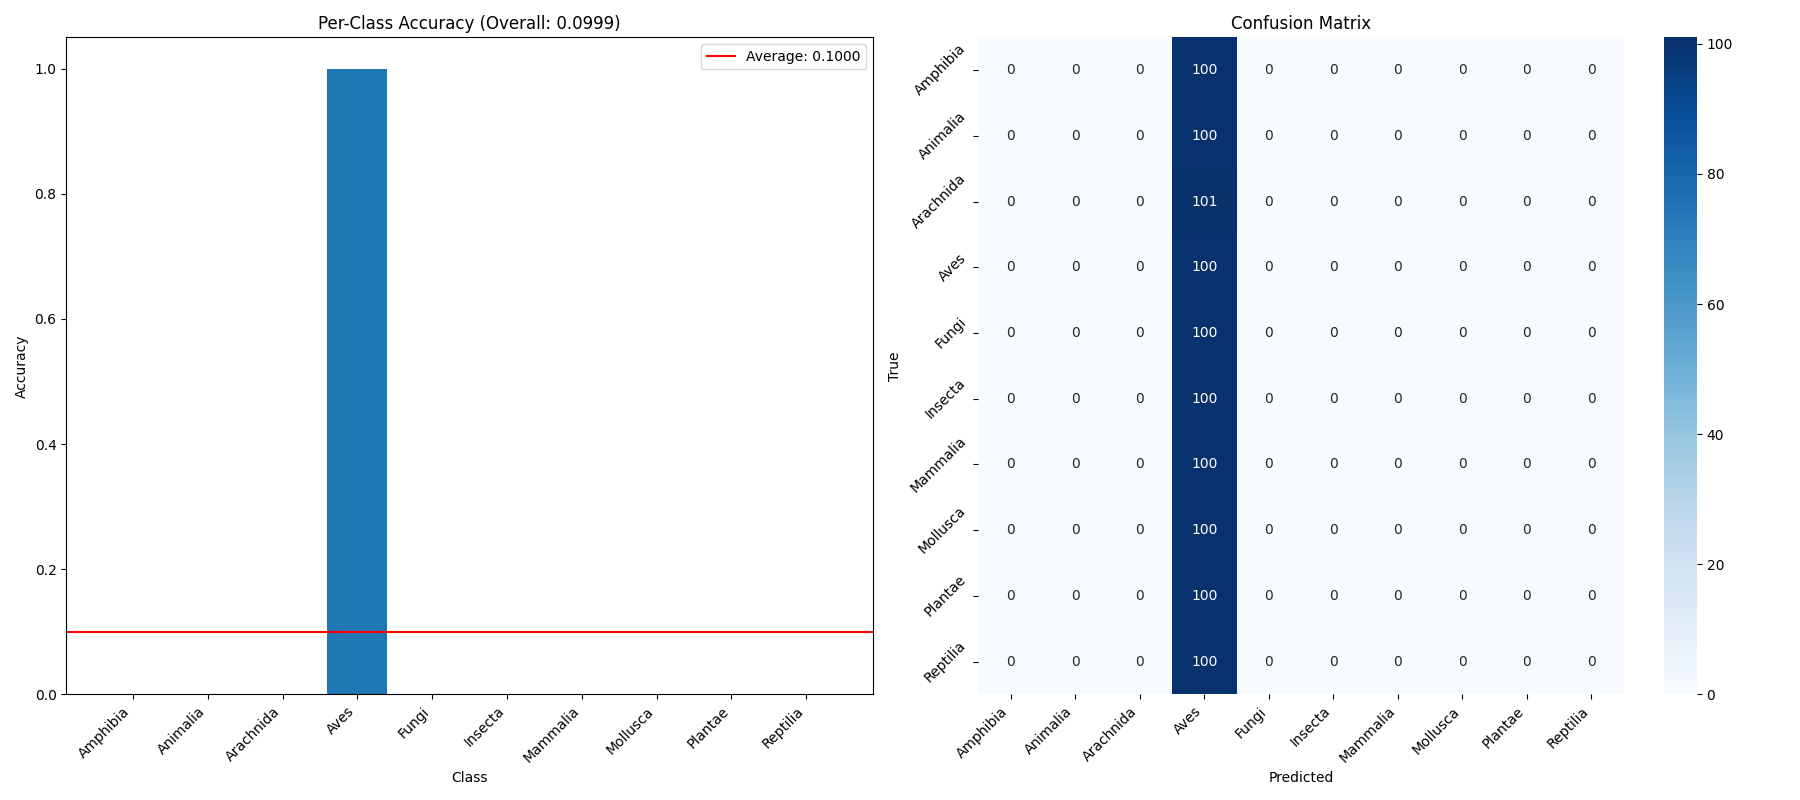 Per-Class Accuracy (Overall: 0.0999)
Average: 0.1000
1.0
0.8
0.6
0.4
0.2
0.0
Accuracy
Amphibia
Animalia
Arachnida
Aves
Fungi
Insecta
Mammalia
Mollusca
Plantae
Reptilia
Class
Confusion Matrix
True
Amphibia 0 0 0 100 0 0 0 0 0 0
Animalia 0 0 0 100 0 0 0 0 0 0
Arachnida 0 0 0 101 0 0 0 0 0 0
Aves 0 0 0 100 0 0 0 0 0 0
Fungi 0 0 0 100 0 0 0 0 0 0
Insecta 0 0 0 100 0 0 0 0 0 0
Mammalia 0 0 0 100 0 0 0 0 0 0
Mollusca 0 0 0 100 0 0 0 0 0 0
Plantae 0 0 0 100 0 0 0 0 0 0
Reptilia 0 0 0 100 0 0 0 0 0 0
Amphibia
Animalia
Arachnida
Aves
Fungi
Insecta
Mammalia
Mollusca
Plantae
Reptilia
Predicted
100
80
60
40
20
0